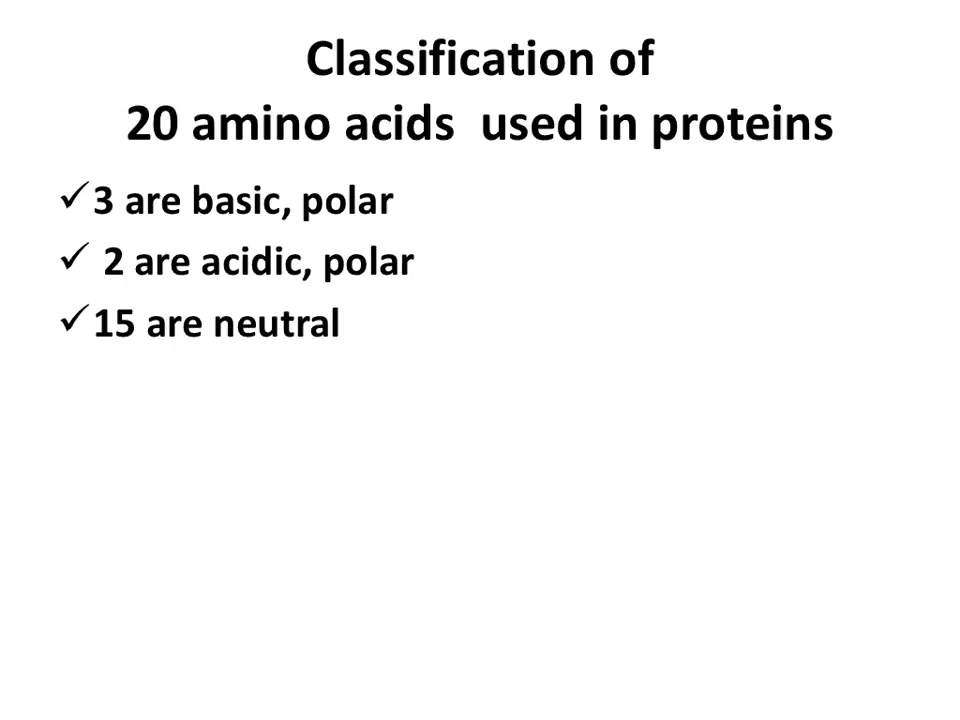 Classification of
20 amino acids  used in proteins
✓3 are basic, polar
✓ 2 are acidic, polar
✓15 are neutral